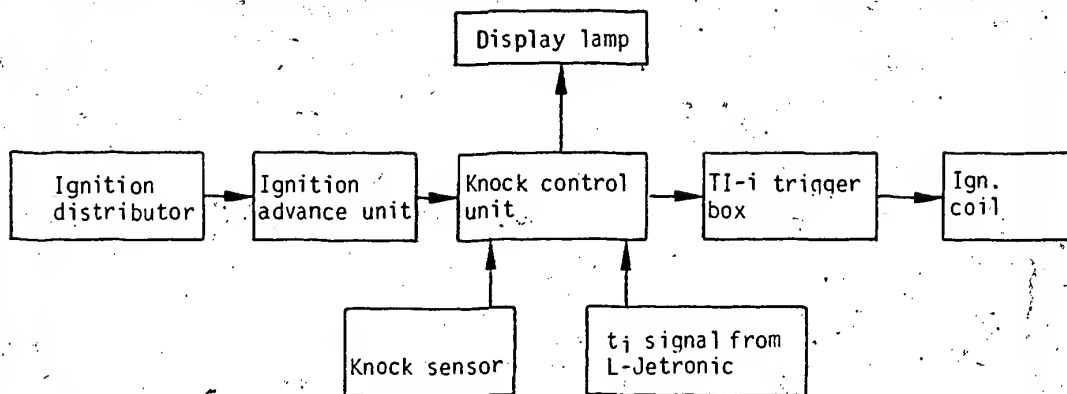 Display lamp
Ignition
distributor
Ignition
advance unit
Knock control
unit
TI-i trigger
box
Ign.
coil
Knock sensor
ti signal from
L-Jetronic